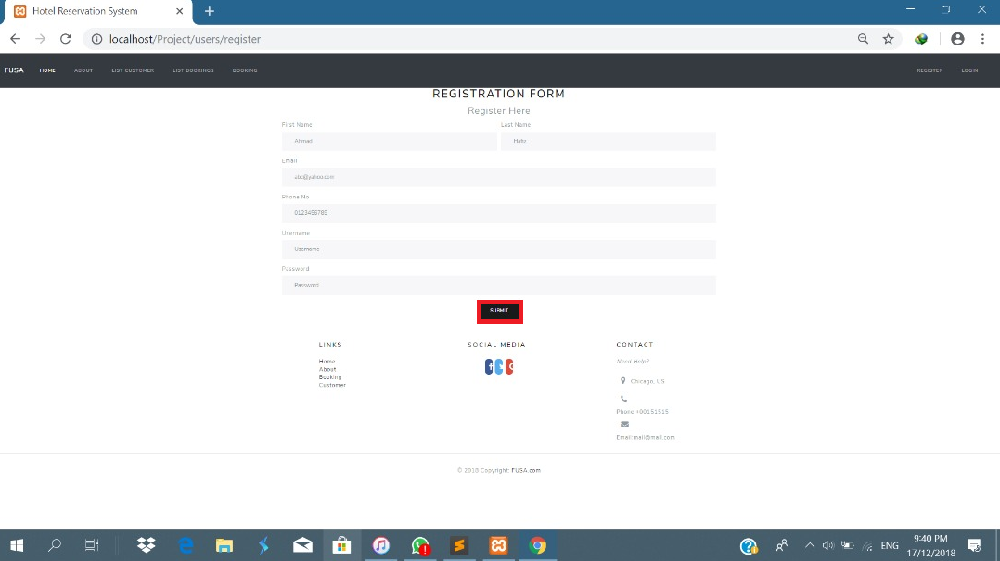 Hotel Reservation System
localhost/Project/users/register
FUSA HOME ABOUT LIST CUSTOMER LIST BOOKINGS BOOKING REGISTER LOGIN
REGISTRATION FORM
Register Here
First Name Last Name
Ahmad Hafiz
Email
abc@yahoo.com
Phone No
0123456789
Username
Username
Password
Password
SUBMIT
LINKS SOCIAL MEDIA CONTACT
Home Need Help?
About
Booking
Customer
Chicago, US
Phone:+00151515
Email:mail@mail.com
© 2018 Copyright: FUSA.com
ENG 9:40 PM
17/12/2018